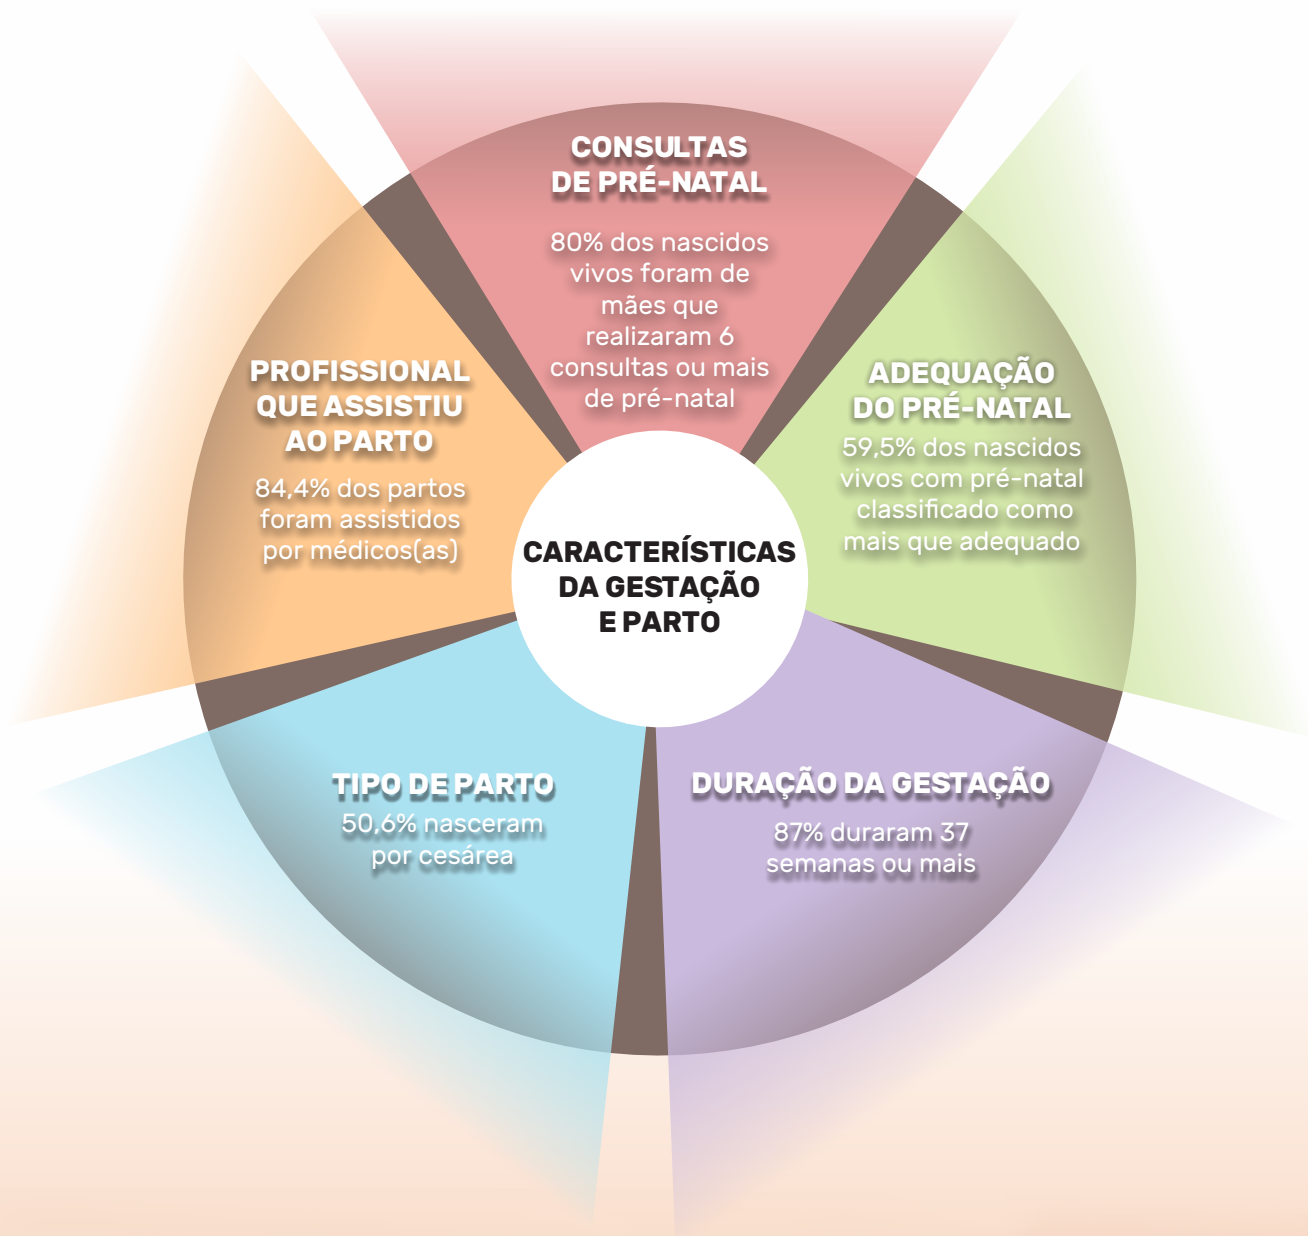 CONSULTAS
DE PRÉ-NATAL
80% dos nascidos
vivos foram de
mães que
realizaram 6
consultas ou mais
de pré-natal
PROFISSIONAL
QUE ASSISTIU
AO PARTO
84,4% dos partos
foram assistidos
por médicos(as)
ADEQUAÇÃO
DO PRÉ-NATAL
59,5% dos nascidos
vivos com pré-natal
classificado como
mais que adequado
CARACTERÍSTICAS
DA GESTAÇÃO
E PARTO
TIPO DE PARTO
50,6% nasceram
por cesárea
DURAÇÃO DA GESTAÇÃO
87% duraram 37
semanas ou mais